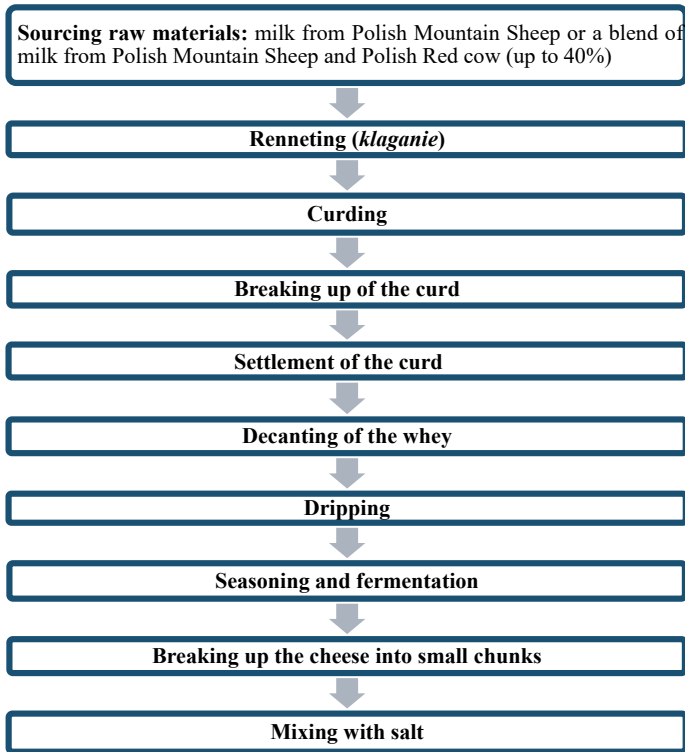 Sourcing raw materials: milk from Polish Mountain Sheep or a blend of
milk from Polish Mountain Sheep and Polish Red cow (up to 40%)
Renneting (klaganie)
Curding
Breaking up of the curd
Settlement of the curd
Decanting of the whey
Dripping
Seasoning and fermentation
Breaking up the cheese into small chunks
Mixing with salt